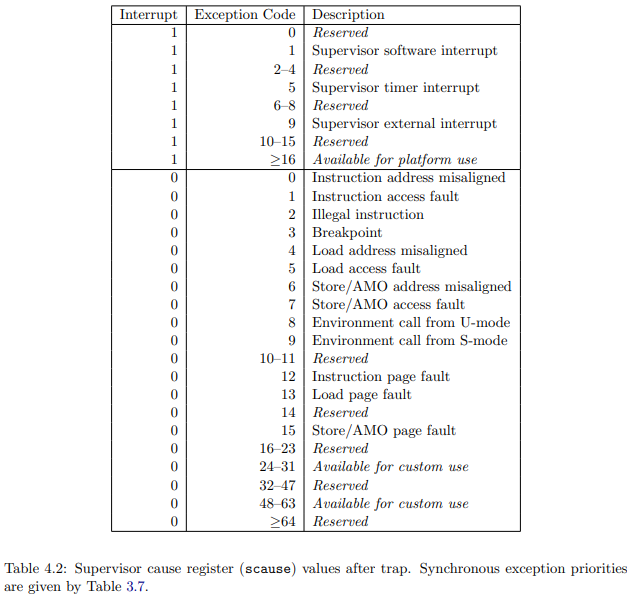 Interrupt Exception Code Description
1 0 Reserved
1 1 Supervisor software interrupt
1 2–4 Reserved
1 5 Supervisor timer interrupt
1 6–8 Reserved
1 9 Supervisor external interrupt
1 10–15 Reserved
1 ≥16 Available for platform use
0 0 Instruction address misaligned
0 1 Instruction access fault
0 2 Illegal instruction
0 3 Breakpoint
0 4 Load address misaligned
0 5 Load access fault
0 6 Store/AMO address misaligned
0 7 Store/AMO access fault
0 8 Environment call from U-mode
0 9 Environment call from S-mode
0 10–11 Reserved
0 12 Instruction page fault
0 13 Load page fault
0 14 Reserved
0 15 Store/AMO page fault
0 16–23 Reserved
0 24–31 Available for custom use
0 32–47 Reserved
0 48–63 Available for custom use
0 ≥64 Reserved
Table 4.2: Supervisor cause register (scause) values after trap. Synchronous exception priorities
are given by Table 3.7.